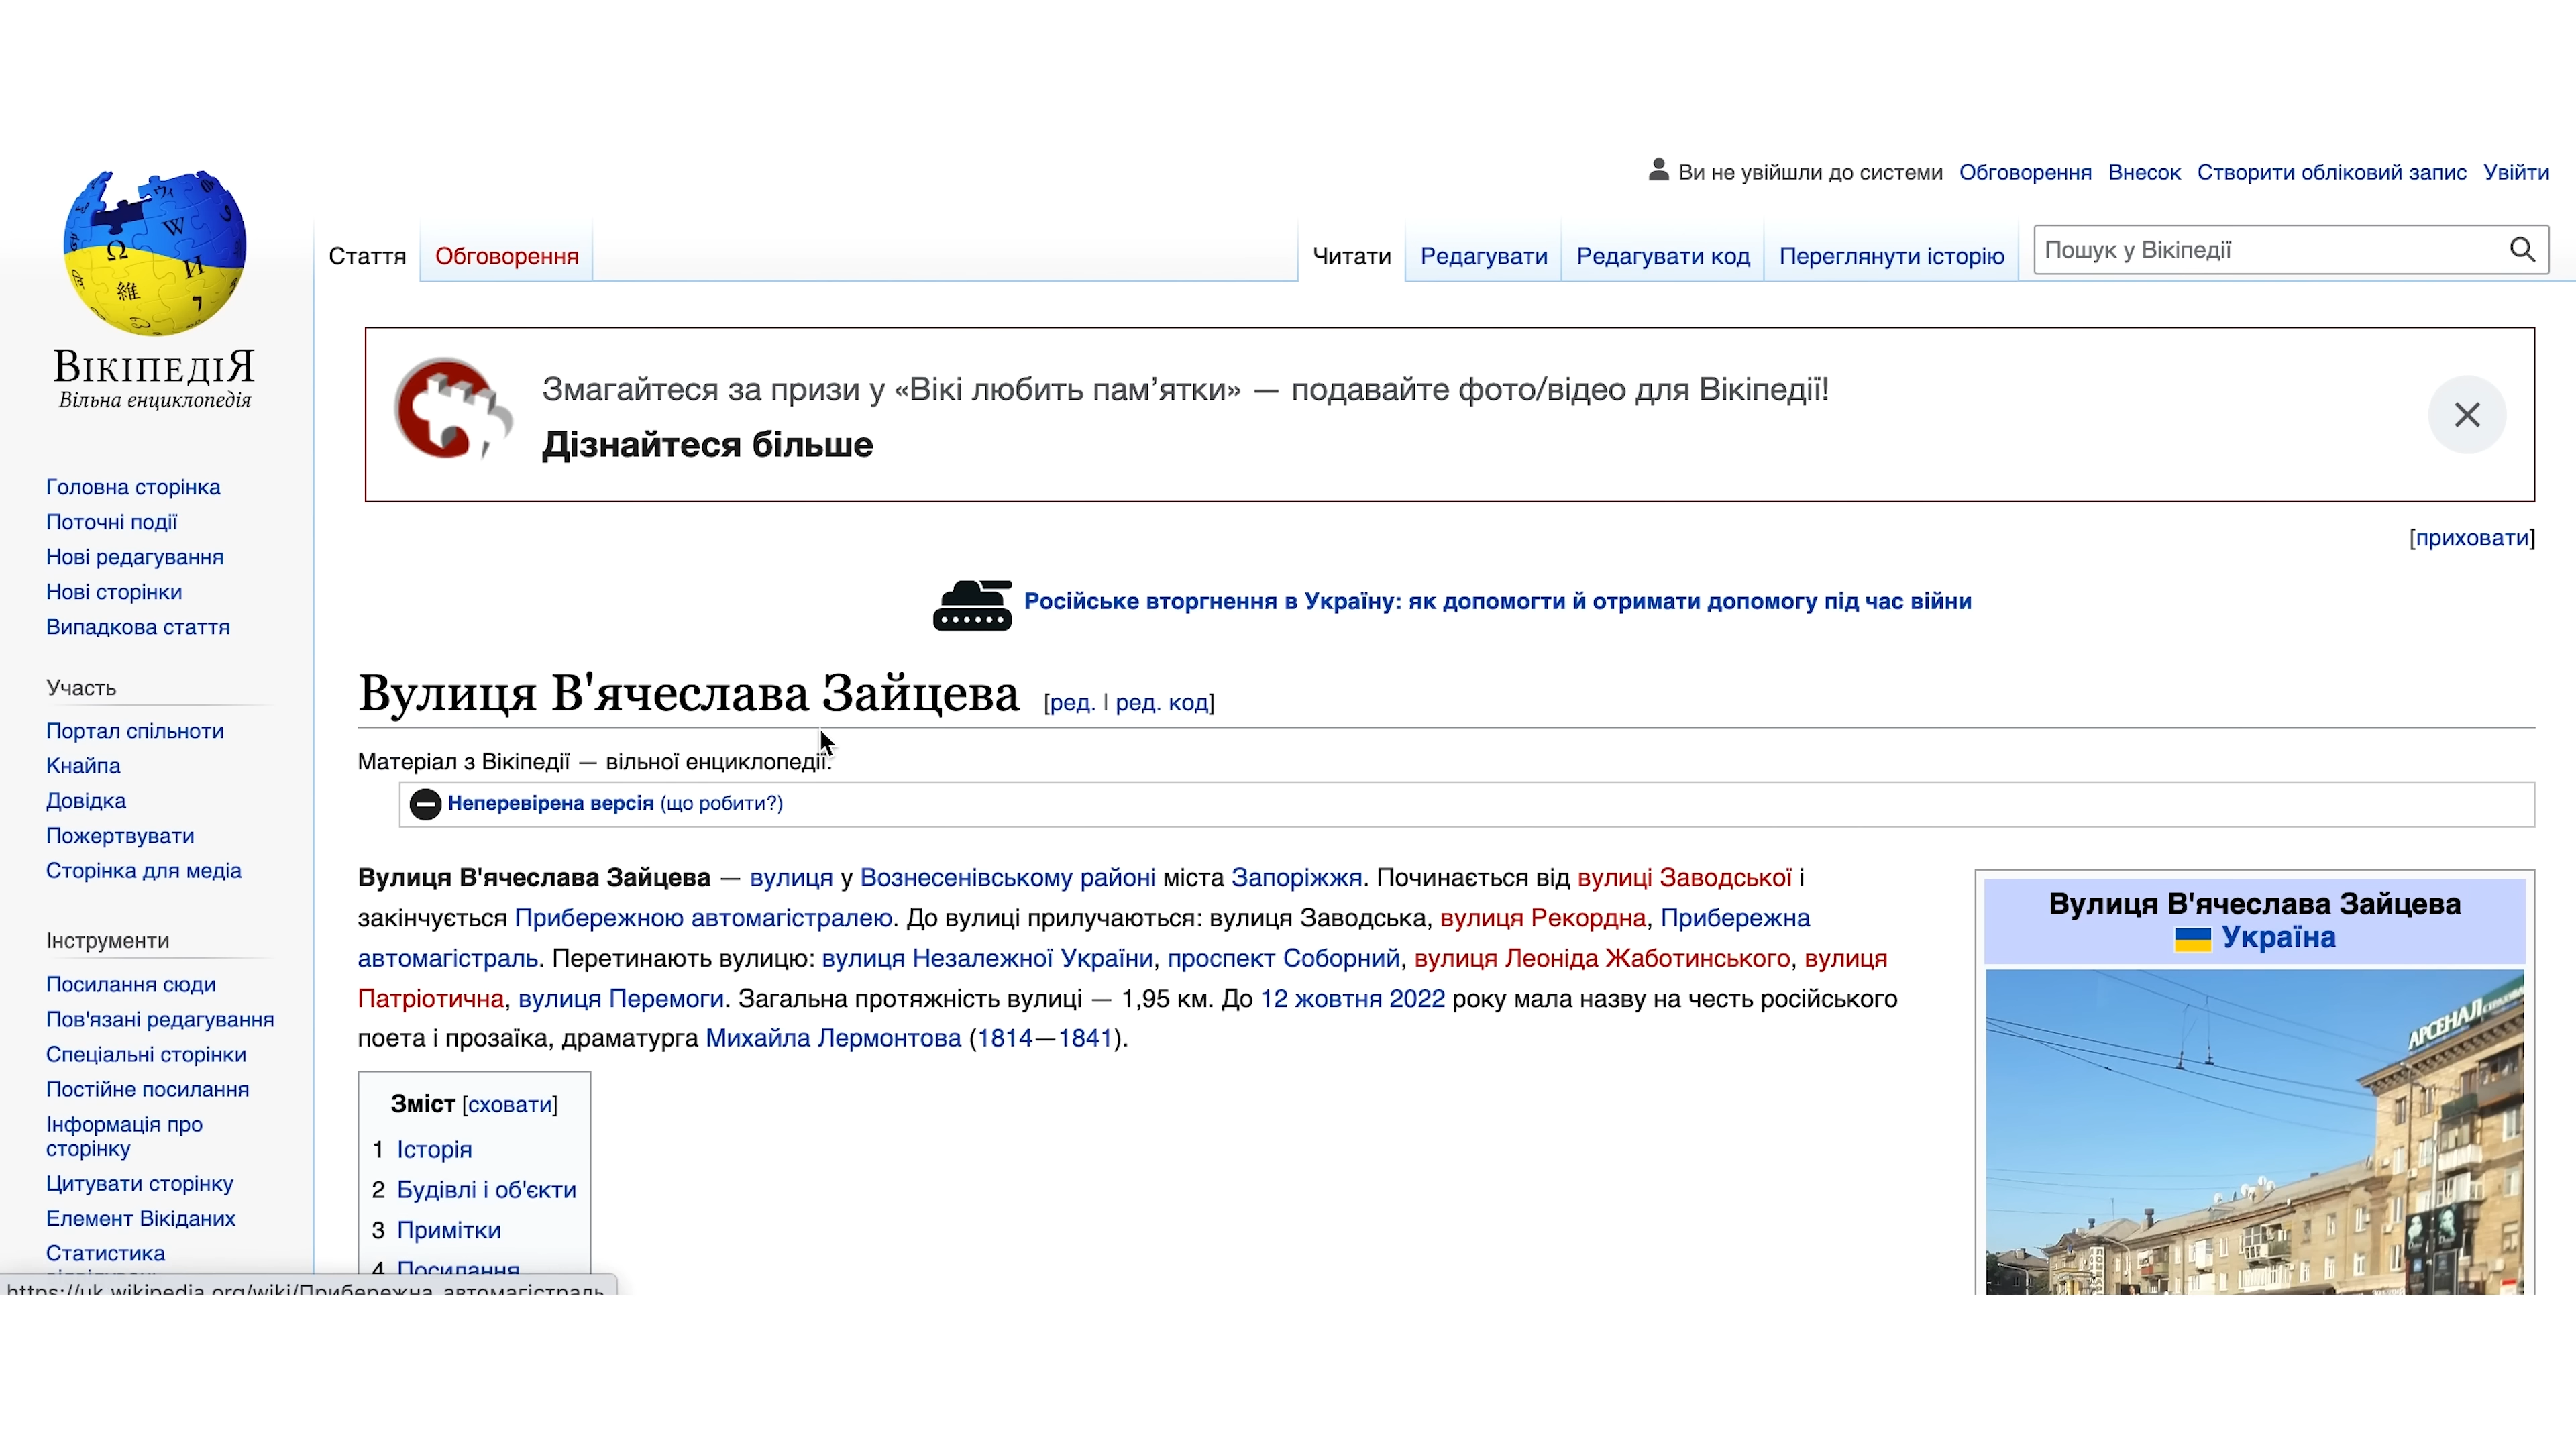 Ви не увійшли до системи Обговорення Внесок Створити обліковий запис Увійти
Стаття Обговорення Читати Редагувати Редагувати код Переглянути історію Пошук у Вікіпедії
ВІКІПЕДІЯ
Вільна енциклопедія
Головна сторінка
Поточні події
Нові редагування
Нові сторінки
Випадкова стаття
Участь
Портал спільноти
Кнайпа
Довідка
Пожертвувати
Сторінка для медіа
Інструменти
Посилання сюди
Пов'язані редагування
Спеціальні сторінки
Постійне посилання
Інформація про
сторінку
Цитувати сторінку
Елемент Вікіданих
Статистика
https://uk.wikipedia.org/wiki/Прибережна_автомагістраль
Змагайтеся за призи у «Вікі любить пам’ятки» — подавайте фото/відео для Вікіпедії!
Дізнайтеся більше
[приховати]
Російське вторгнення в Україну: як допомогти й отримати допомогу під час війни
Вулиця В'ячеслава Зайцева [ред. | ред. код]
Матеріал з Вікіпедії — вільної енциклопедії.
Неперевірена версія (що робити?)
Вулиця В'ячеслава Зайцева — вулиця у Вознесенівському районі міста Запоріжжя. Починається від вулиці Заводської і
закінчується Прибережною автомагістралею. До вулиці прилучаються: вулиця Заводська, вулиця Рекордна, Прибережна
автомагістраль. Перетинають вулицю: вулиця Незалежної України, проспект Соборний, вулиця Леоніда Жаботинського, вулиця
Патріотична, вулиця Перемоги. Загальна протяжність вулиці — 1,95 км. До 12 жовтня 2022 року мала назву на честь російського
поета і прозаїка, драматурга Михайла Лермонтова (1814—1841).
Зміст [сховати]
1 Історія
2 Будівлі і об'єкти
3 Примітки
4 Посилання
Вулиця В'ячеслава Зайцева
Україна
АРСЕНАЛ